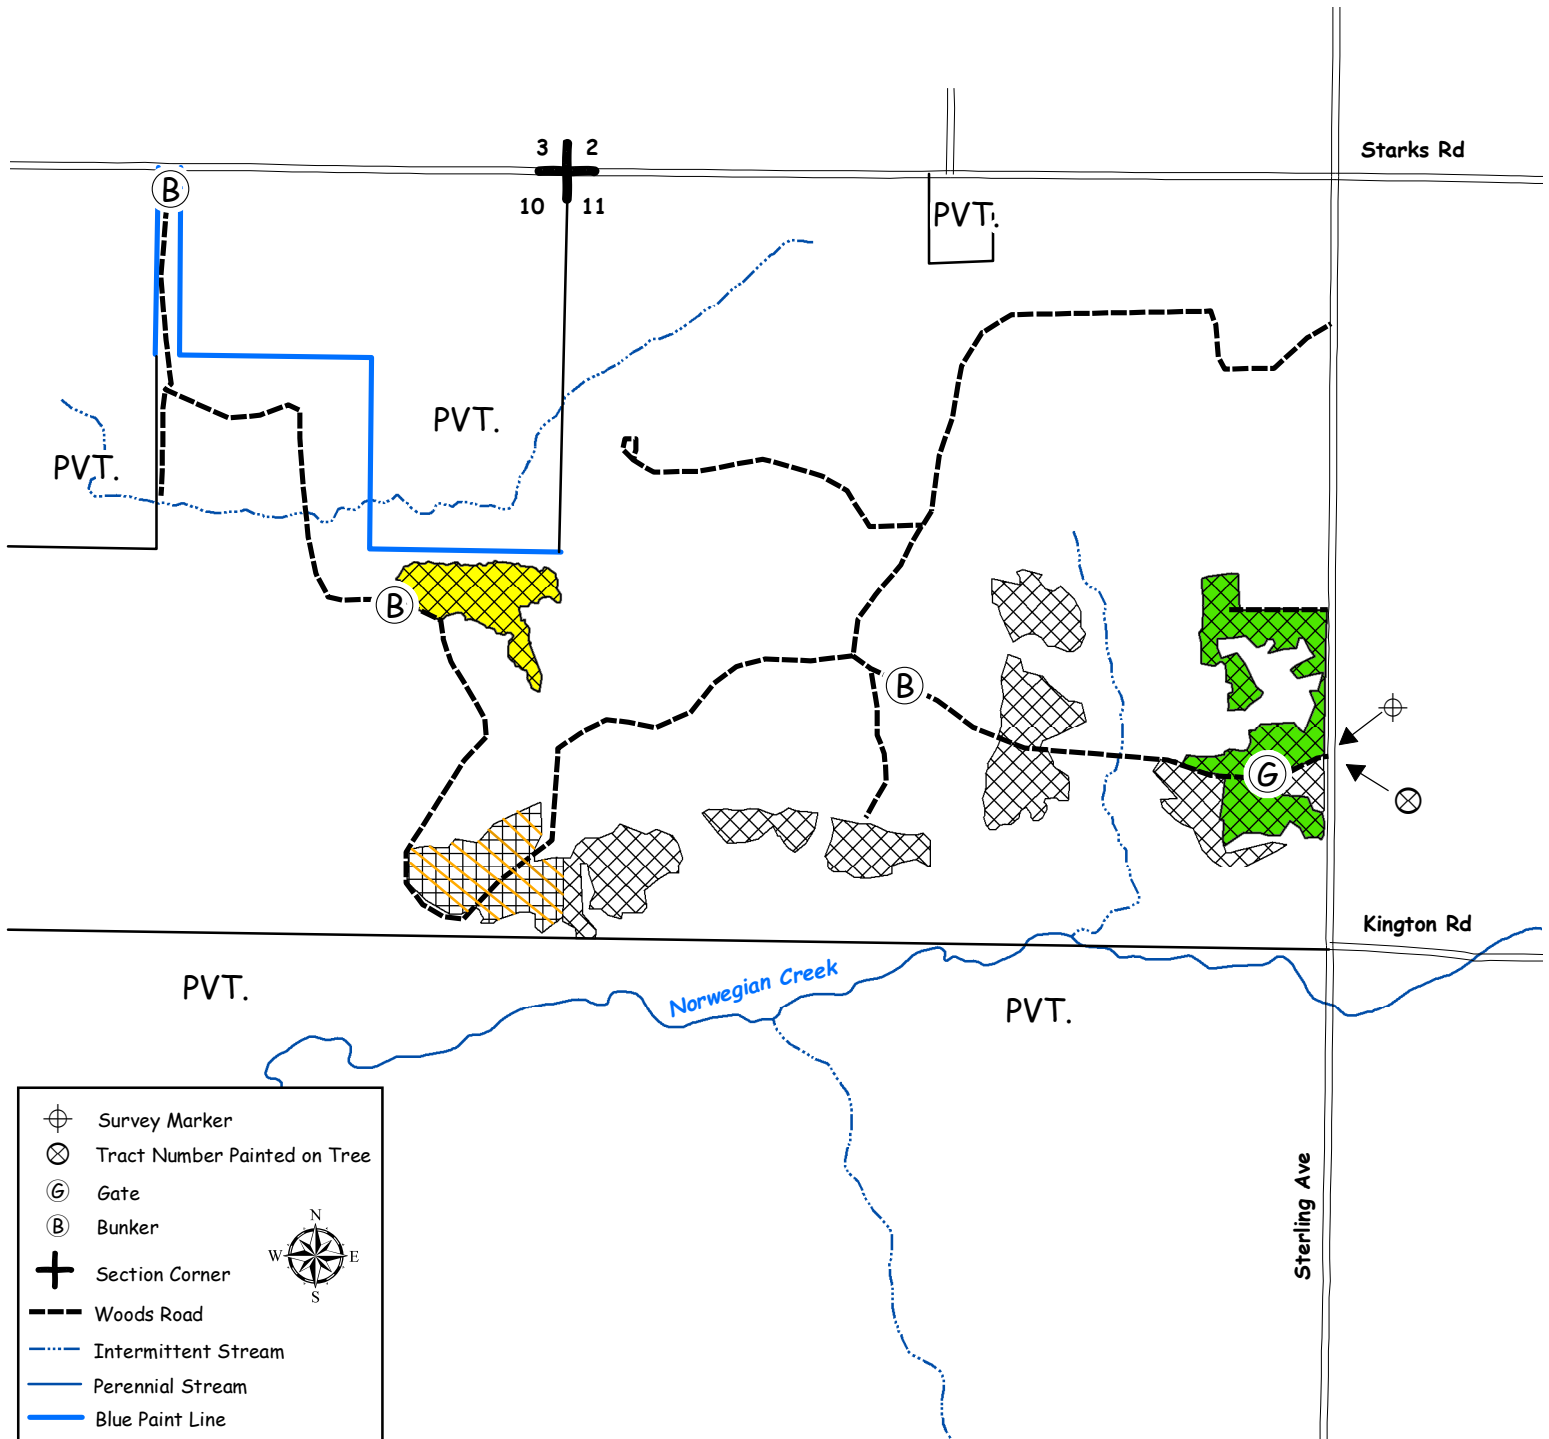 3 2
Starks Rd
B
10 11
PVT.
PVT.
PVT.
B
B
G
Kington Rd
Norwegian Creek
PVT.
PVT.
Sterling Ave
Survey Marker
Tract Number Painted on Tree
G Gate
B Bunker
N
W E
S
Section Corner
Woods Road
Intermittent Stream
Perennial Stream
Blue Paint Line